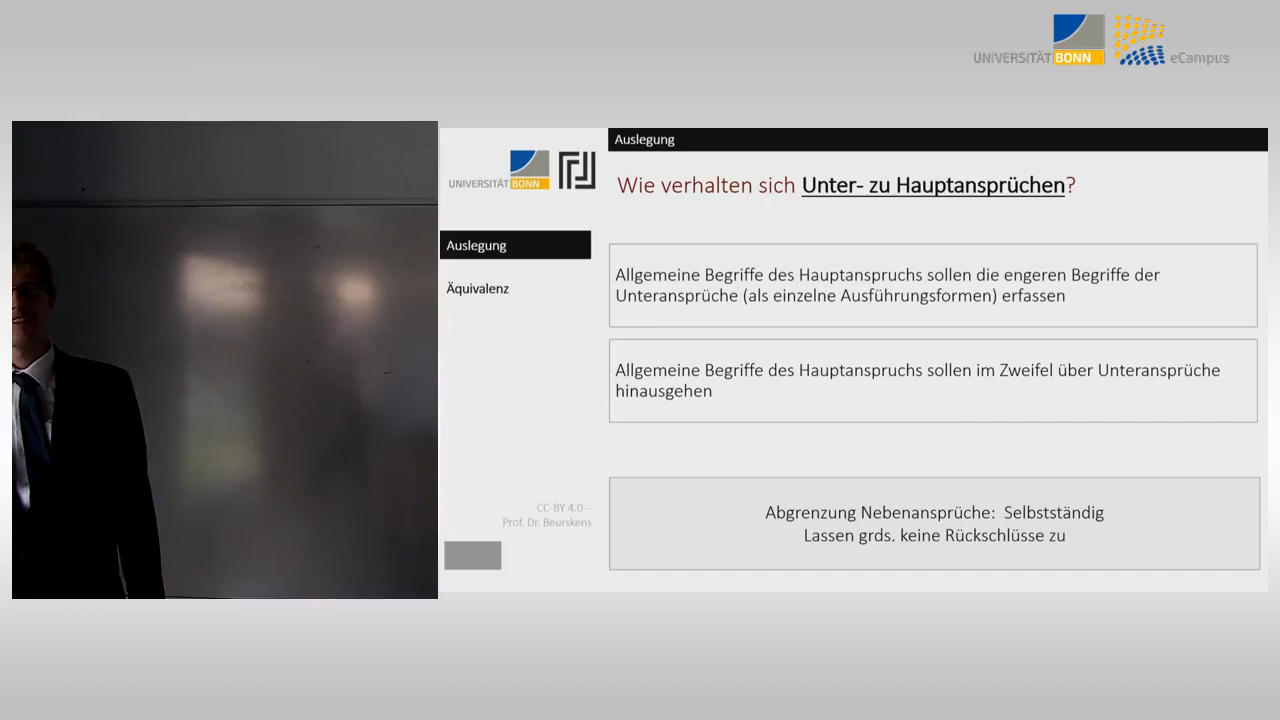 UNIVERSITÄT BONN
eCampus
UNIVERSITÄT BONN
Auslegung
Äquivalenz
CC-BY 4.0 –
Prof. Dr. Beurskens
Auslegung
Wie verhalten sich Unter- zu Hauptansprüchen?
Allgemeine Begriffe des Hauptanspruchs sollen die engeren Begriffe der
Unteransprüche (als einzelne Ausführungsformen) erfassen
Allgemeine Begriffe des Hauptanspruchs sollen im Zweifel über Unteransprüche
hinausgehen
Abgrenzung Nebenansprüche: Selbstständig
Lassen grds. keine Rückschlüsse zu